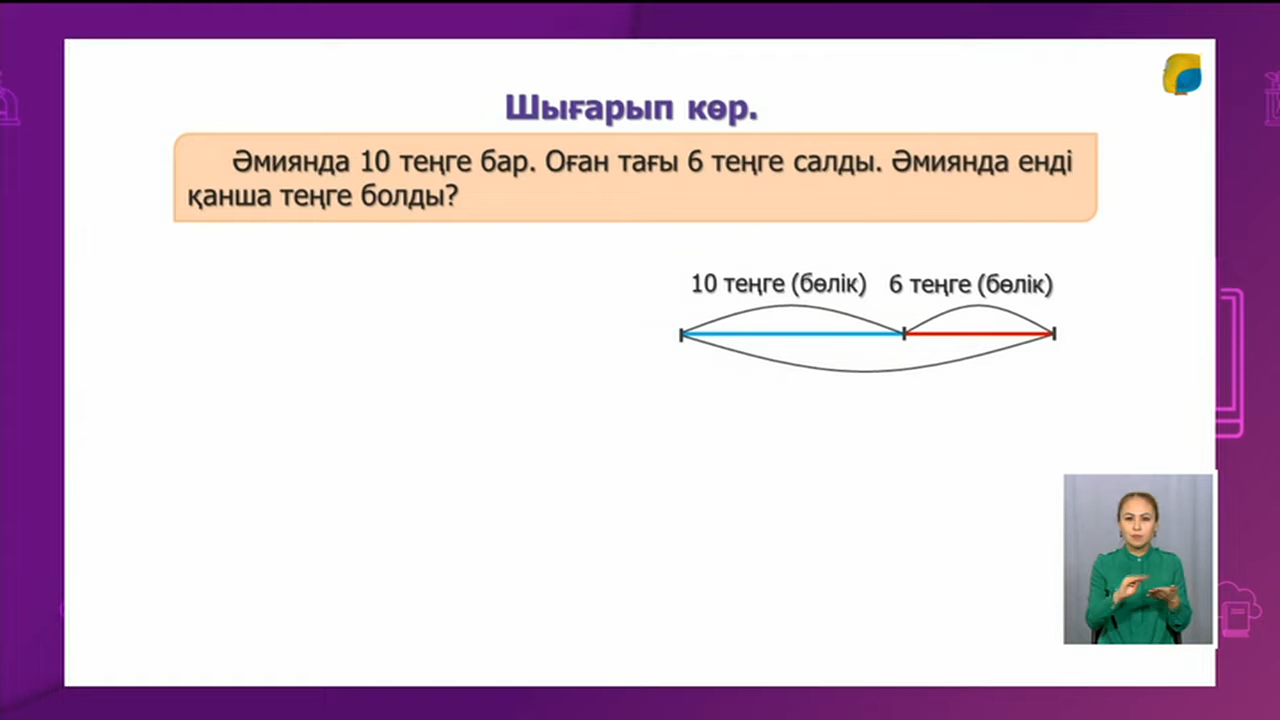 Шығарып көр.
Әмиянда 10 теңге бар. Оған тағы 6 теңге салды. Әмиянда енді
қанша теңге болды?
10 теңге (бөлік) 6 теңге (бөлік)